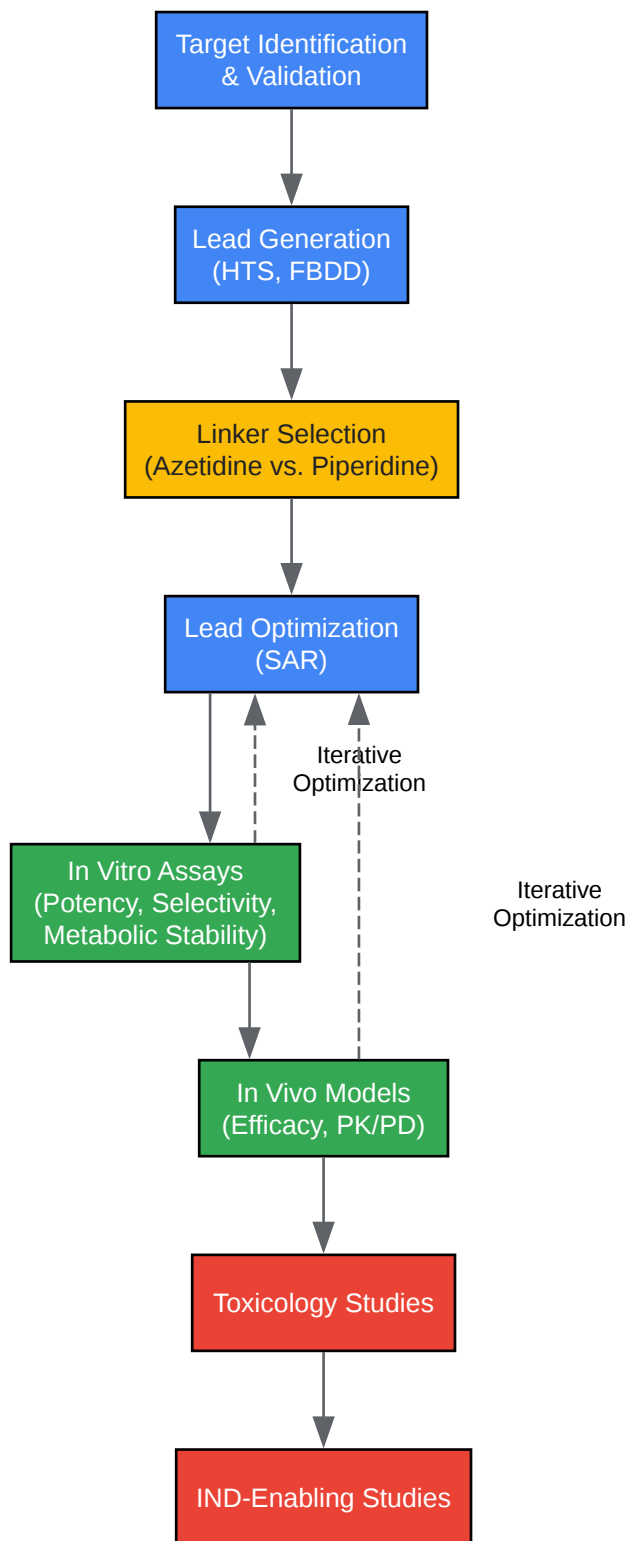 Target Identification
& Validation
Lead Generation
(HTS, FBDD)
Linker Selection
(Azetidine vs. Piperidine)
Lead Optimization
(SAR)
Iterative
Optimization
In Vitro Assays
(Potency, Selectivity,
Metabolic Stability)
Iterative
Optimization
In Vivo Models
(Efficacy, PK/PD)
Toxicology Studies
IND-Enabling Studies